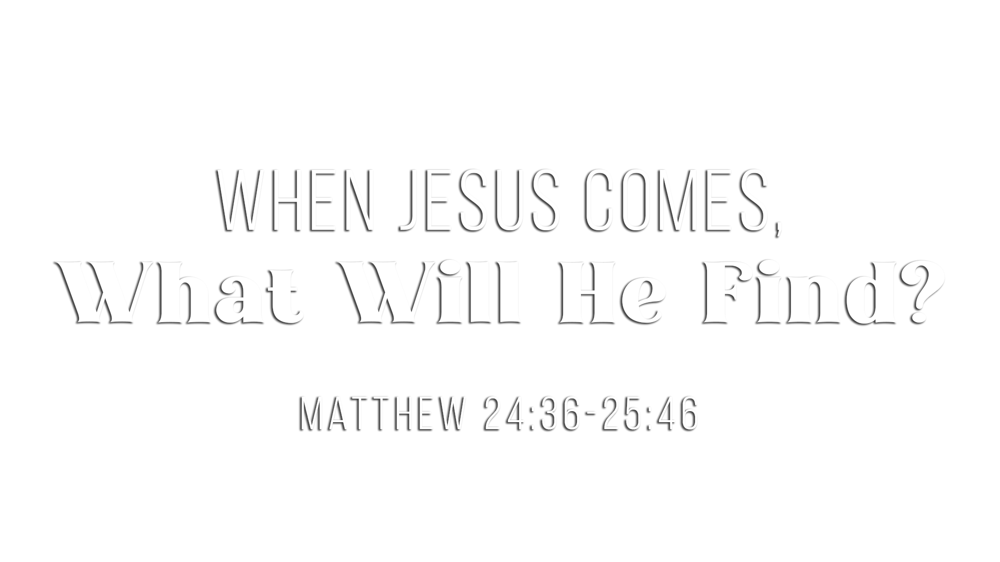 WHEN JESUS COMES,
What Will He Find?
MATTHEW 24:36-25:46